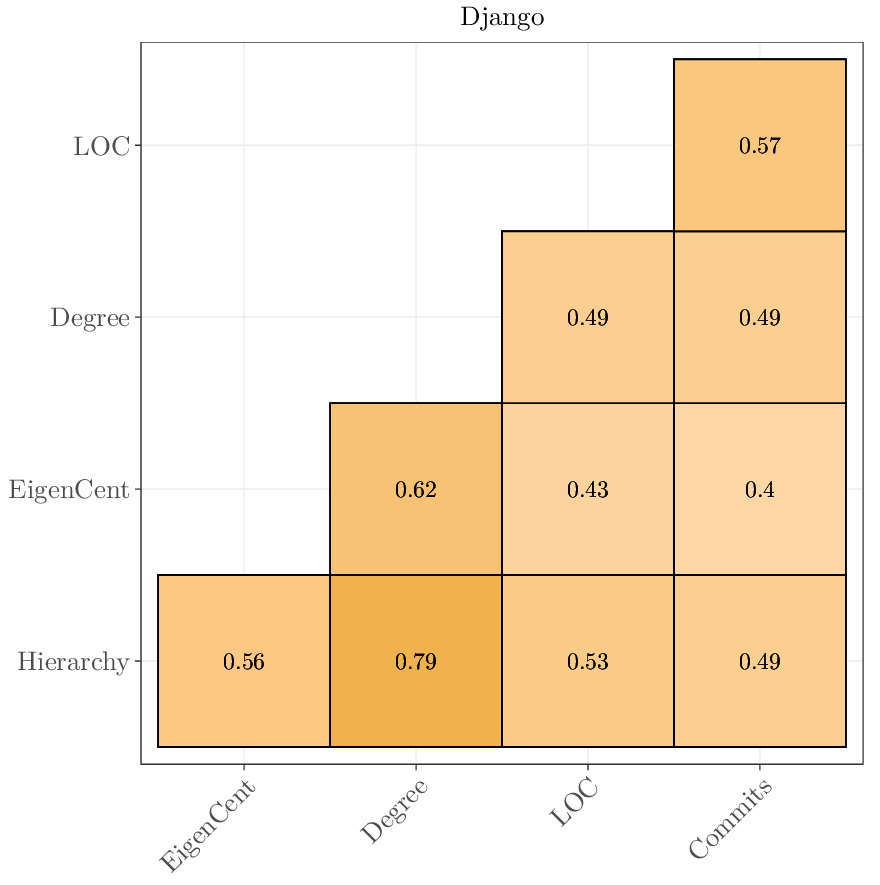 Django
LOC 0.57
Degree 0.49 0.49
EigenCent 0.62 0.43 0.4
Hierarchy 0.56 0.79 0.53 0.49
EigenCent Degree LOC Commits